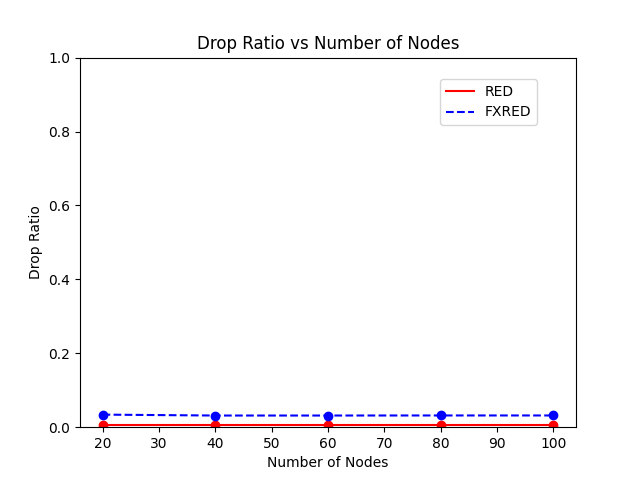 Drop Ratio vs Number of Nodes
1.0
0.8
0.6
0.4
0.2
0.0
Drop Ratio
RED
FXRED
20 30 40 50 60 70 80 90 100
Number of Nodes